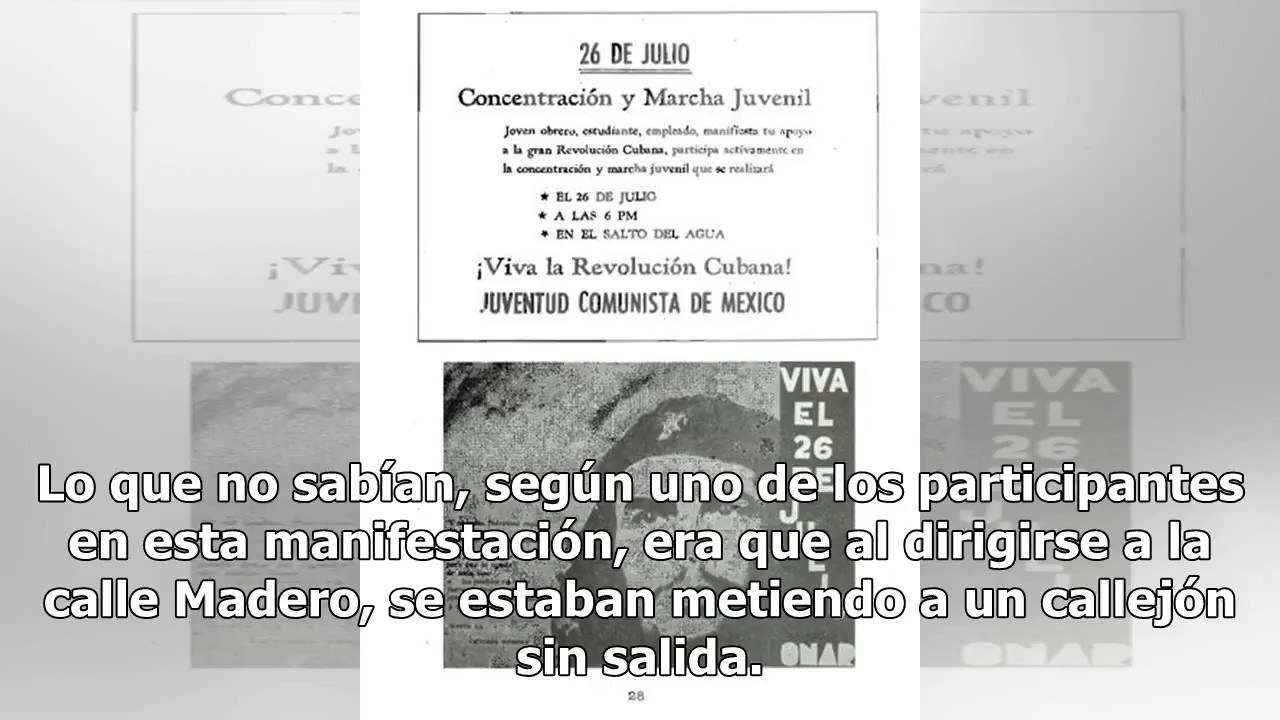 26 DE JULIO
Concentración y Marcha Juvenil
Joven obrero, estudiante, empleado, manifiesta tu apoyo
a la gran Revolución Cubana, participa activamente en
la concentración y marcha juvenil que se realizará
★ EL 26 DE JULIO
★ A LAS 6 PM
★ EN EL SALTO DEL AGUA
¡Viva la Revolución Cubana!
JUVENTUD COMUNISTA DE MEXICO
VIVA
EL
26
DE
JULI
Lo que no sabían, según uno de los participantes
en esta manifestación, era que al dirigirse a la
calle Madero, se estaban metiendo a un callejón
sin salida.
28